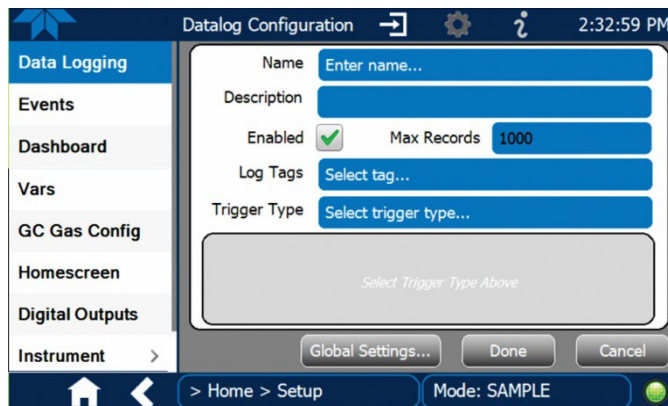 Datalog Configuration
2:32:59 PM
Data Logging
Events
Dashboard
Vars
GC Gas Config
Homescreen
Digital Outputs
Instrument >
Name Enter name...
Description
Enabled Max Records 1000
Log Tags Select tag...
Trigger Type Select trigger type...
Select Trigger Type Above
Global Settings... Done Cancel
> Home > Setup Mode: SAMPLE